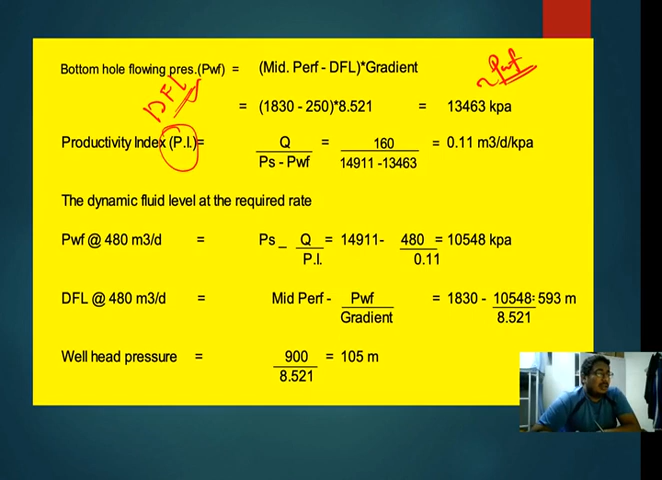 Bottom hole flowing pres.(Pwf) = (Mid. Perf - DFL)*Gradient
~Pwf
DFL
= (1830 - 250)*8.521 = 13463 kpa
Productivity Index (P.I.)= Q = 160 = 0.11 m3/d/kpa
Ps - Pwf 14911 -13463
The dynamic fluid level at the required rate
Pwf @ 480 m3/d = Ps _ Q = 14911- 480 = 10548 kpa
P.I. 0.11
DFL @ 480 m3/d = Mid Perf - Pwf = 1830 - 10548= 593 m
Gradient 8.521
Well head pressure = 900 = 105 m
8.521